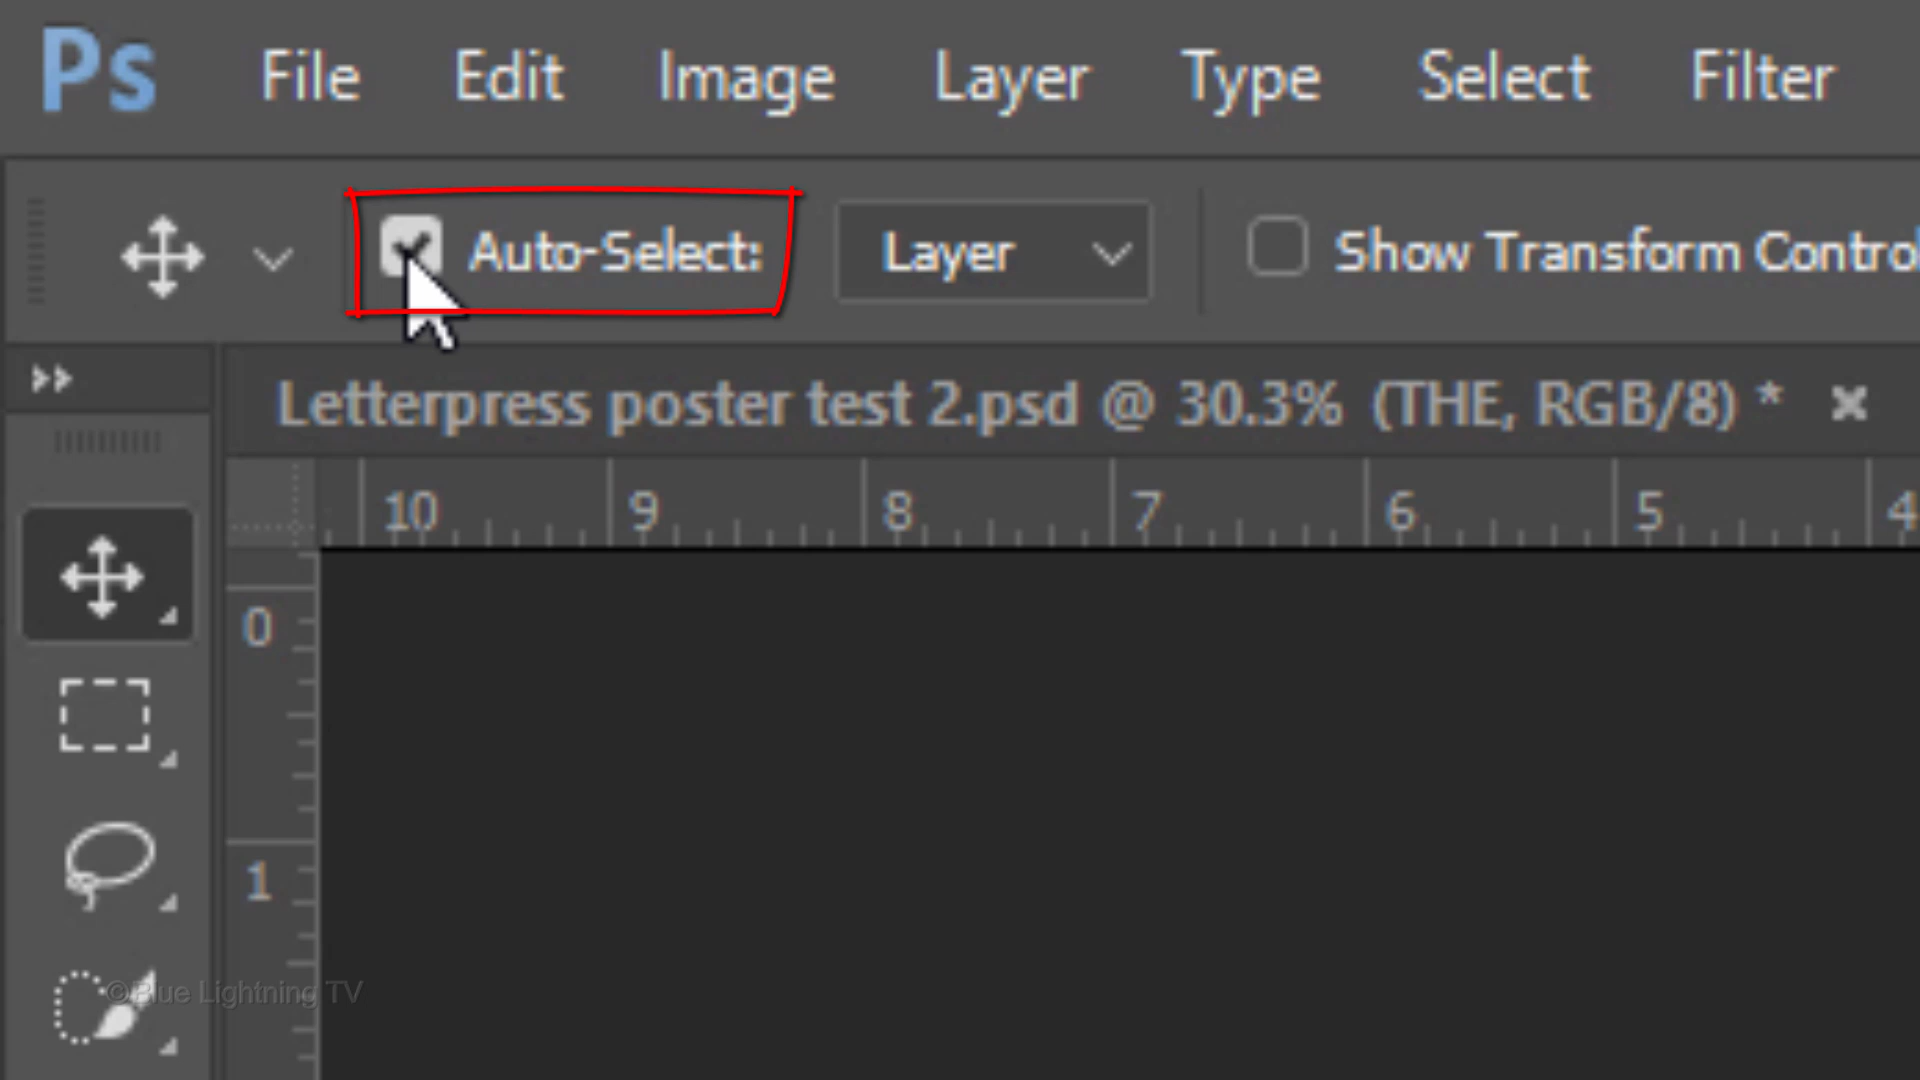 Ps File Edit Image Layer Type Select Filter
Auto-Select: Layer Show Transform Contro
Letterpress poster test 2.psd @ 30.3% (THE, RGB/8) *
10 9 8 7 6 5 4
0
1
©Blue Lightning TV